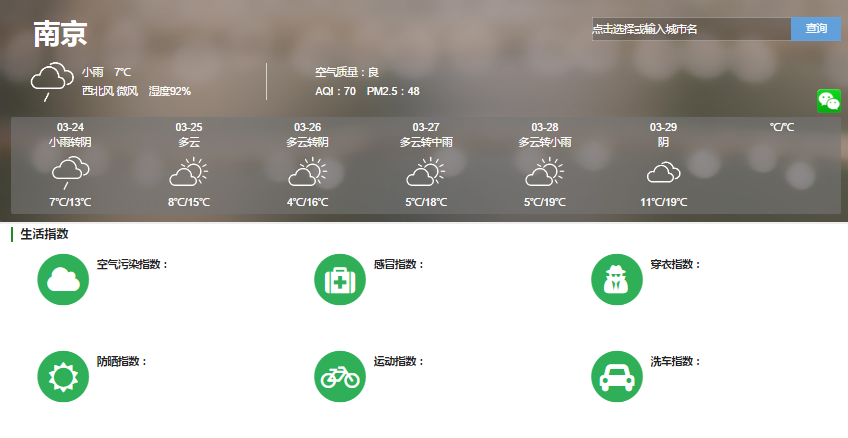 南京
点击选择或输入城市名
查询
小雨 7℃
西北风 微风 湿度92%
空气质量：良
AQI：70 PM2.5：48
03-24
小雨转阴
7℃/13℃
03-25
多云
8℃/15℃
03-26
多云转阴
4℃/16℃
03-27
多云转中雨
5℃/18℃
03-28
多云转小雨
5℃/19℃
03-29
阴
11℃/19℃
℃/℃
生活指数
空气污染指数：
感冒指数：
穿衣指数：
防晒指数：
运动指数：
洗车指数：